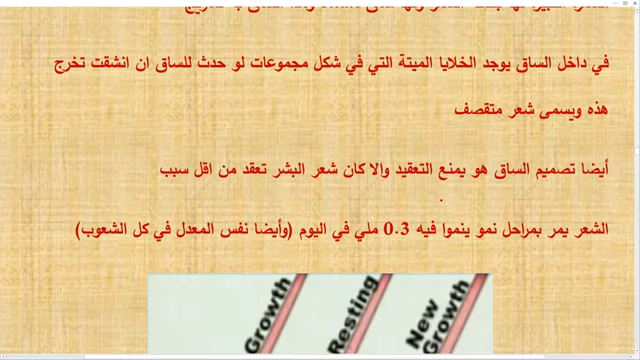 في داخل الساق يوجد الخلايا الميتة التي في شكل مجموعات لو حدث للساق ان انشقت تخرج
هذه ويسمى شعر متقصف
أيضا تصميم الساق هو يمنع التعقيد والا كان شعر البشر تعقد من اقل سبب
الشعر يمر بمراحل نمو ينموا فيه 0.3 ملي في اليوم (وأيضا نفس المعدل في كل الشعوب)
Growth
Resting
New
Growth